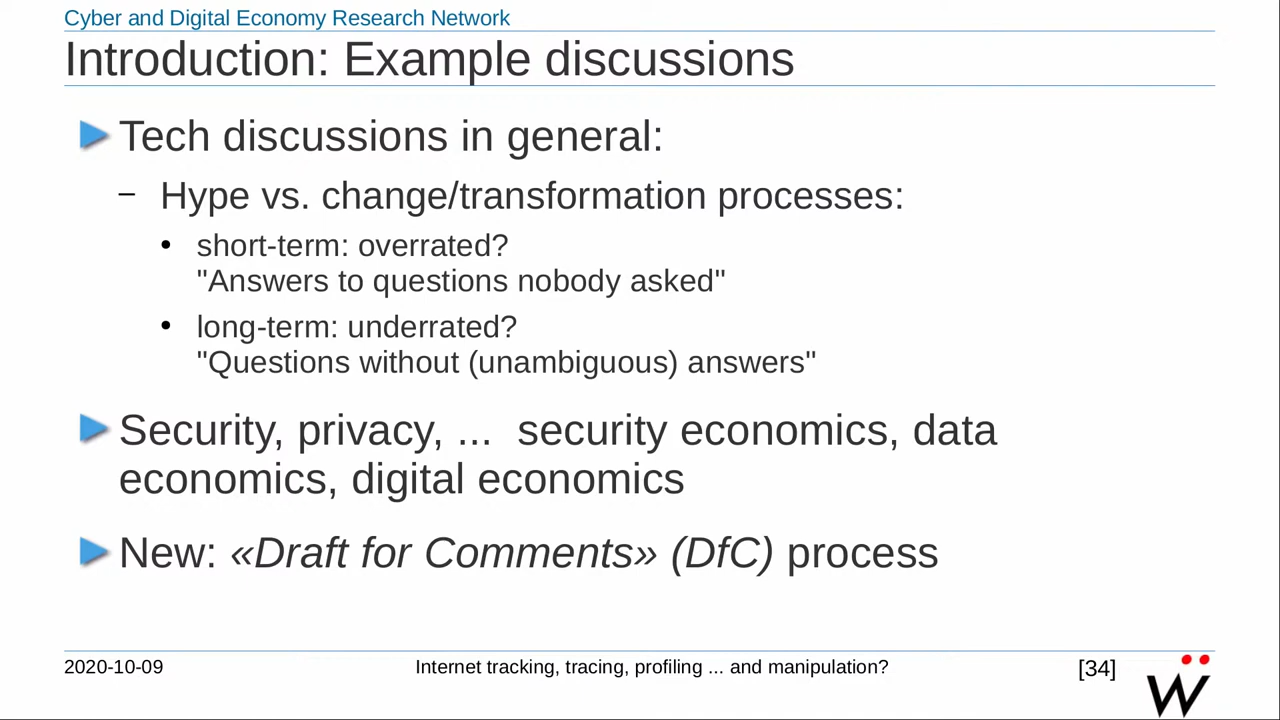 Cyber and Digital Economy Research Network
Introduction: Example discussions
Tech discussions in general:
– Hype vs. change/transformation processes:
• short-term: overrated?
"Answers to questions nobody asked"
• long-term: underrated?
"Questions without (unambiguous) answers"
Security, privacy, ... security economics, data
economics, digital economics
New: «Draft for Comments» (DfC) process
2020-10-09 Internet tracking, tracing, profiling ... and manipulation? [34]
Ẅ